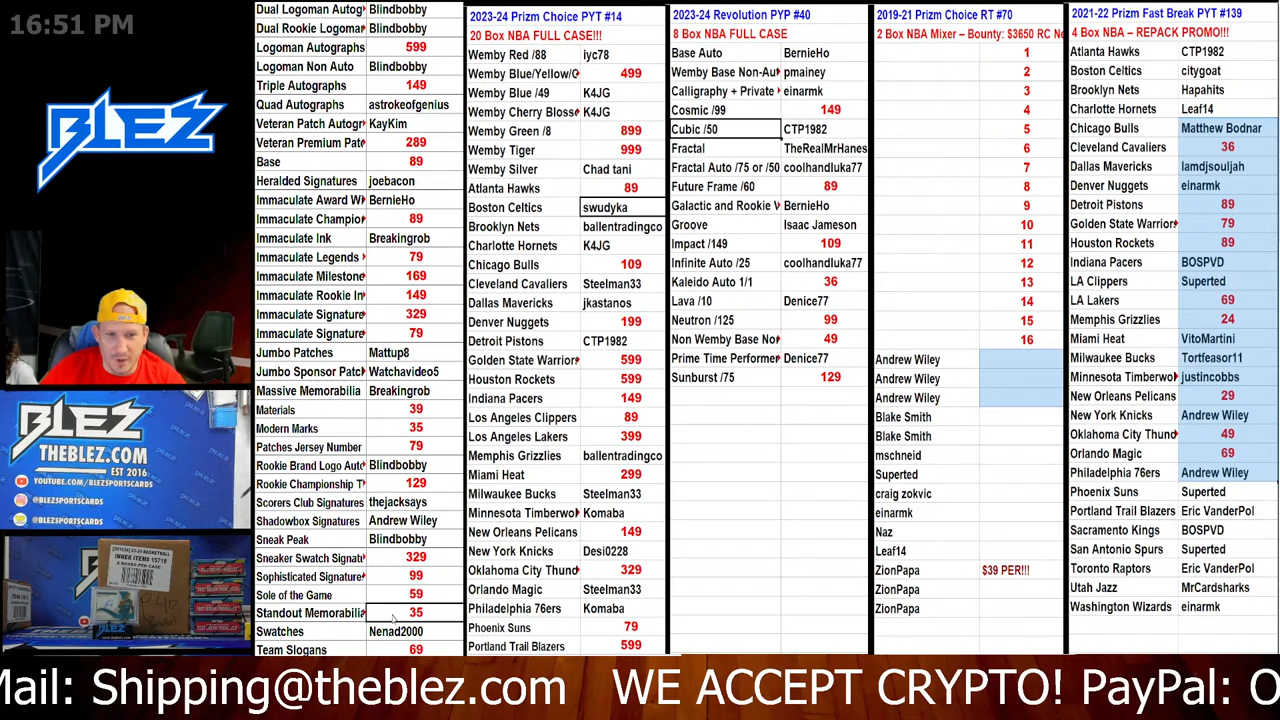 16:51 PM
BLEZ
BLEZ
THEBLEZ.COM
EST 2016
YOUTUBE.COM/BLEZSPORTSCARDS
@BLEZSPORTSCARDS
@BLEZSPORTSCARDS
23-24 BASKETBALL
INNER ITEMS 15718
Dual Logoman Autog Blindbobby
Dual Rookie Logoma Blindbobby
Logoman Autographs 599
Logoman Non Auto Blindbobby
Triple Autographs 149
Quad Autographs astrokeofgenius
Veteran Patch Autogr KayKim
Veteran Premium Pat 289
Base 89
Heralded Signatures joebacon
Immaculate Award W BernieHo
Immaculate Champio 89
Immaculate Ink Breakingrob
Immaculate Legends 79
Immaculate Mileston 169
Immaculate Rookie In 149
Immaculate Signatur 329
Immaculate Signatur 79
Jumbo Patches Mattup8
Jumbo Sponsor Patc Watchavideo5
Massive Memorabilia Breakingrob
Materials 39
Modern Marks 35
Patches Jersey Number 79
Rookie Brand Logo Aut Blindbobby
Rookie Championship T 129
Scorers Club Signatures thejacksays
Shadowbox Signatures Andrew Wiley
Sneak Peak Blindbobby
Sneaker Swatch Signat 329
Sophisticated Signature 99
Sole of the Game 59
Standout Memorabili 35
Swatches Nenad2000
Team Slogans 69
2023-24 Prizm Choice PYT #14
20 Box NBA FULL CASE!!!
Wemby Red /88 iyc78
Wemby Blue/Yellow/ 499
Wemby Blue /49 K4JG
Wemby Cherry Bloss K4JG
Wemby Green /8 899
Wemby Tiger 999
Wemby Silver Chad tani
Atlanta Hawks 89
Boston Celtics swudyka
Brooklyn Nets ballentradingco
Charlotte Hornets K4JG
Chicago Bulls 109
Cleveland Cavaliers Steelman33
Dallas Mavericks jkastanos
Denver Nuggets 199
Detroit Pistons CTP1982
Golden State Warrior 599
Houston Rockets 599
Indiana Pacers 149
Los Angeles Clippers 89
Los Angeles Lakers 399
Memphis Grizzlies ballentradingco
Miami Heat 299
Milwaukee Bucks Steelman33
Minnesota Timberwo Komaba
New Orleans Pelicans 149
New York Knicks Desi0228
Oklahoma City Thun 329
Orlando Magic Steelman33
Philadelphia 76ers Komaba
Phoenix Suns 79
Portland Trail Blazers 599
2023-24 Revolution PYP #40
8 Box NBA FULL CASE
Base Auto BernieHo
Wemby Base Non-Au pmainey
Calligraphy + Private einarmk
Cosmic /99 149
Cubic /50 CTP1982
Fractal TheRealMrHanes
Fractal Auto /75 or /50 coolhandluka77
Future Frame /60 89
Galactic and Rookie V BernieHo
Groove Isaac Jameson
Impact /149 109
Infinite Auto /25 coolhandluka77
Kaleido Auto 1/1 36
Lava /10 Denice77
Neutron /125 99
Non Wemby Base No 49
Prime Time Performer Denice77
Sunburst /75 129
2019-21 Prizm Choice RT #70
2 Box NBA Mixer – Bounty: $3650 RC Ne
1
2
3
4
5
6
7
8
9
10
11
12
13
14
15
16
Andrew Wiley
Andrew Wiley
Andrew Wiley
Blake Smith
Blake Smith
mschneid
Superted
craig zokvic
einarmk
Naz
Leaf14
ZionPapa $39 PER!!!
ZionPapa
ZionPapa
2021-22 Prizm Fast Break PYT #139
4 Box NBA – REPACK PROMO!!!
Atlanta Hawks CTP1982
Boston Celtics citygoat
Brooklyn Nets Hapahits
Charlotte Hornets Leaf14
Chicago Bulls Matthew Bodnar
Cleveland Cavaliers 36
Dallas Mavericks Iamdjsouljah
Denver Nuggets einarmk
Detroit Pistons 89
Golden State Warrior 79
Houston Rockets 89
Indiana Pacers BOSPVD
LA Clippers Superted
LA Lakers 69
Memphis Grizzlies 24
Miami Heat VitoMartini
Milwaukee Bucks Tortfeasor11
Minnesota Timberwo justincobbs
New Orleans Pelicans 29
New York Knicks Andrew Wiley
Oklahoma City Thun 49
Orlando Magic 69
Philadelphia 76ers Andrew Wiley
Phoenix Suns Superted
Portland Trail Blazers Eric VanderPol
Sacramento Kings BOSPVD
San Antonio Spurs Superted
Toronto Raptors Eric VanderPol
Utah Jazz MrCardsharks
Washington Wizards einarmk
Mail: Shipping@theblez.com WE ACCEPT CRYPTO! PayPal: O